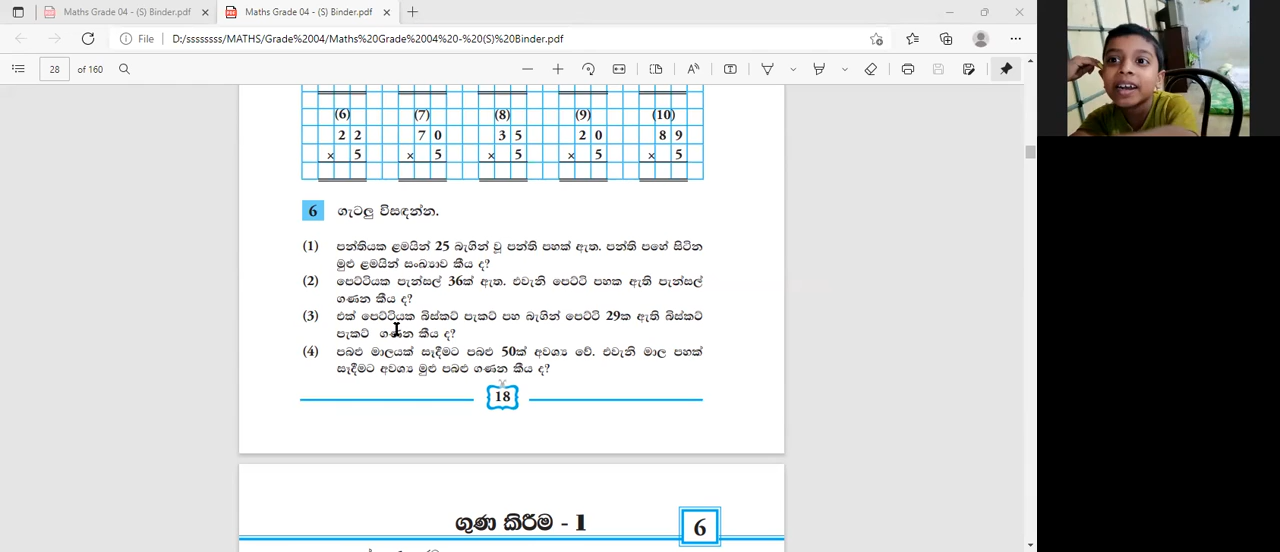 Maths Grade 04 - (S) Binder.pdf
Maths Grade 04 - (S) Binder.pdf
File
D:/ssssssss/MATHS/Grade%2004/Maths%20Grade%2004%20-%20(S)%20Binder.pdf
28 of 160
(6) (7) (8) (9) (10)
2 2 7 0 3 5 2 0 8 9
× 5 × 5 × 5 × 5 × 5
6 ගැටලු විසඳන්න.
(1) පන්තියක ළමයින් 25 බැගින් වූ පන්ති පහක් ඇත. පන්ති පහේ සිටින
මුළු ළමයින් සංඛ්‍යාව කීය ද?
(2) පෙට්ටියක පැන්සල් 36ක් ඇත. එවැනි පෙට්ටි පහක ඇති පැන්සල්
ගණන කීය ද?
(3) එක් පෙට්ටියක බිස්කට් පැකට් පහ බැගින් පෙට්ටි 29ක ඇති බිස්කට්
පැකට් ගණන කීය ද?
(4) පබළු මාලයක් සෑදීමට පබළු 50ක් අවශ්‍ය වේ. එවැනි මාල පහක්
සෑදීමට අවශ්‍ය මුළු පබළු ගණන කීය ද?
18
ගුණ කිරීම - 1
6